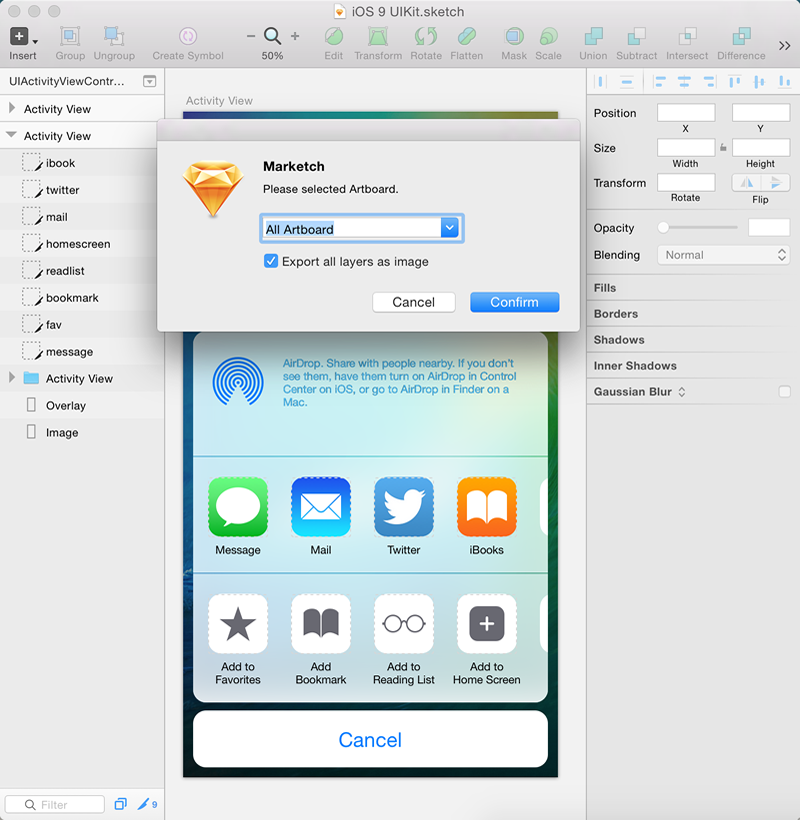 iOS 9 UIKit.sketch
Insert
Group
Ungroup
Create Symbol
50%
Edit
Transform
Rotate
Flatten
Mask
Scale
Union
Subtract
Intersect
Difference
UIActivityViewContr...
Activity View
Activity View
ibook
twitter
mail
homescreen
readlist
bookmark
fav
message
Activity View
Overlay
Image
Filter
9
Activity View
Marketch
Please selected Artboard.
All Artboard
Export all layers as image
Cancel
Confirm
AirDrop. Share with people nearby. If you don't
see them, have them turn on AirDrop in Control
Center on iOS, or go to AirDrop in Finder on a
Mac.
Message
Mail
Twitter
iBooks
Add to
Favorites
Add
Bookmark
Add to
Reading List
Add to
Home Screen
Cancel
Position
X
Y
Size
Width
Height
Transform
Rotate
Flip
Opacity
Blending
Normal
Fills
Borders
Shadows
Inner Shadows
Gaussian Blur